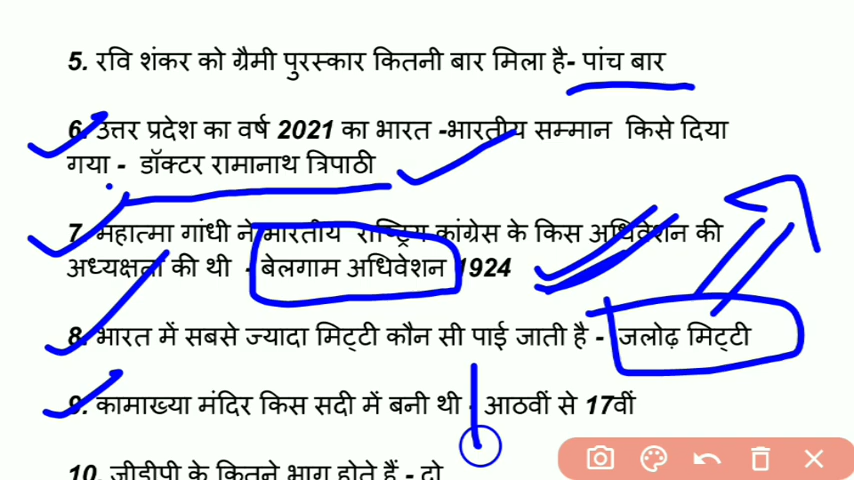 5. रवि शंकर को ग्रैमी पुरस्कार कितनी बार मिला है- पांच बार
6. उत्तर प्रदेश का वर्ष 2021 का भारत -भारतीय सम्मान किसे दिया
गया - डॉक्टर रामानाथ त्रिपाठी
7. महात्मा गांधी ने भारतीय राष्ट्रिय कांग्रेस के किस अधिवेशन की
अध्यक्षता की थी - बेलगाम अधिवेशन 1924
8. भारत में सबसे ज्यादा मिट्टी कौन सी पाई जाती है - जलोढ़ मिट्टी
9. कामाख्या मंदिर किस सदी में बनी थी - आठवीं से 17वीं
10. जीडीपी के कितने भाग होते हैं - दो